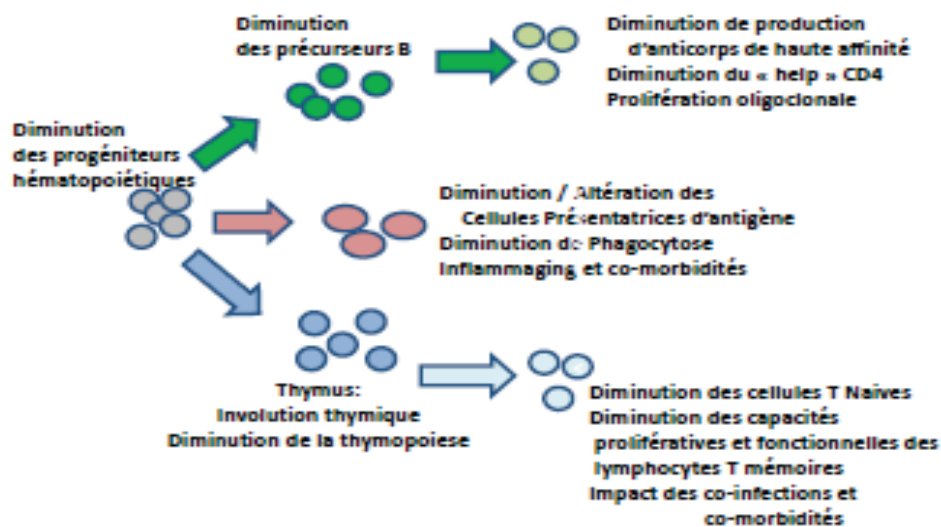 Diminution
des précurseurs B
Diminution de production
d'anticorps de haute affinité
Diminution du « help » CD4
Prolifération oligoclonale
Diminution
des progéniteurs
hématopoiétiques
Diminution / Altération des
Cellules Présentatrices d'antigène
Diminution de Phagocytose
Inflammaging et co-morbidités
Thymus:
Involution thymique
Diminution de la thymopoiese
Diminution des cellules T Naives
Diminution des capacités
prolifératives et fonctionnelles des
lymphocytes T mémoires
Impact des co-infections et
co-morbidités